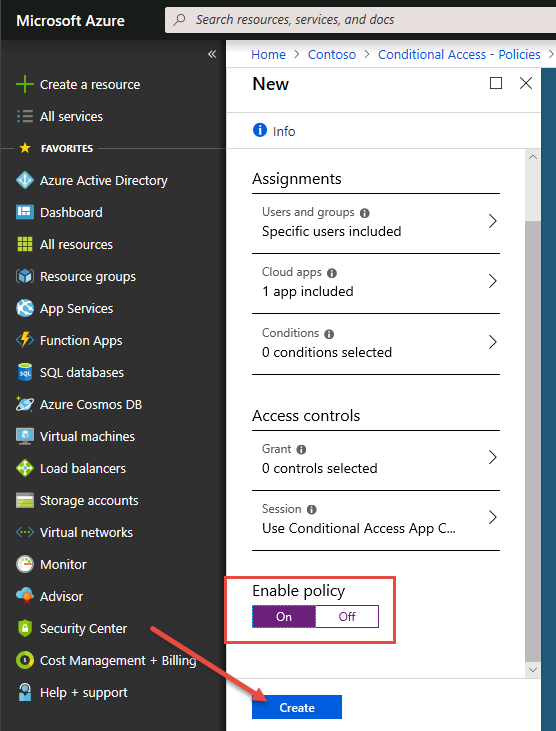 Microsoft Azure
Search resources, services, and docs
«
Create a resource
All services
FAVORITES
Azure Active Directory
Dashboard
All resources
Resource groups
App Services
Function Apps
SQL databases
Azure Cosmos DB
Virtual machines
Load balancers
Storage accounts
Virtual networks
Monitor
Advisor
Security Center
Cost Management + Billing
Help + support
Home > Contoso > Conditional Access - Policies >
New
Info
Assignments
Users and groups
Specific users included
Cloud apps
1 app included
Conditions
0 conditions selected
Access controls
Grant
0 controls selected
Session
Use Conditional Access App C...
Enable policy
On Off
Create